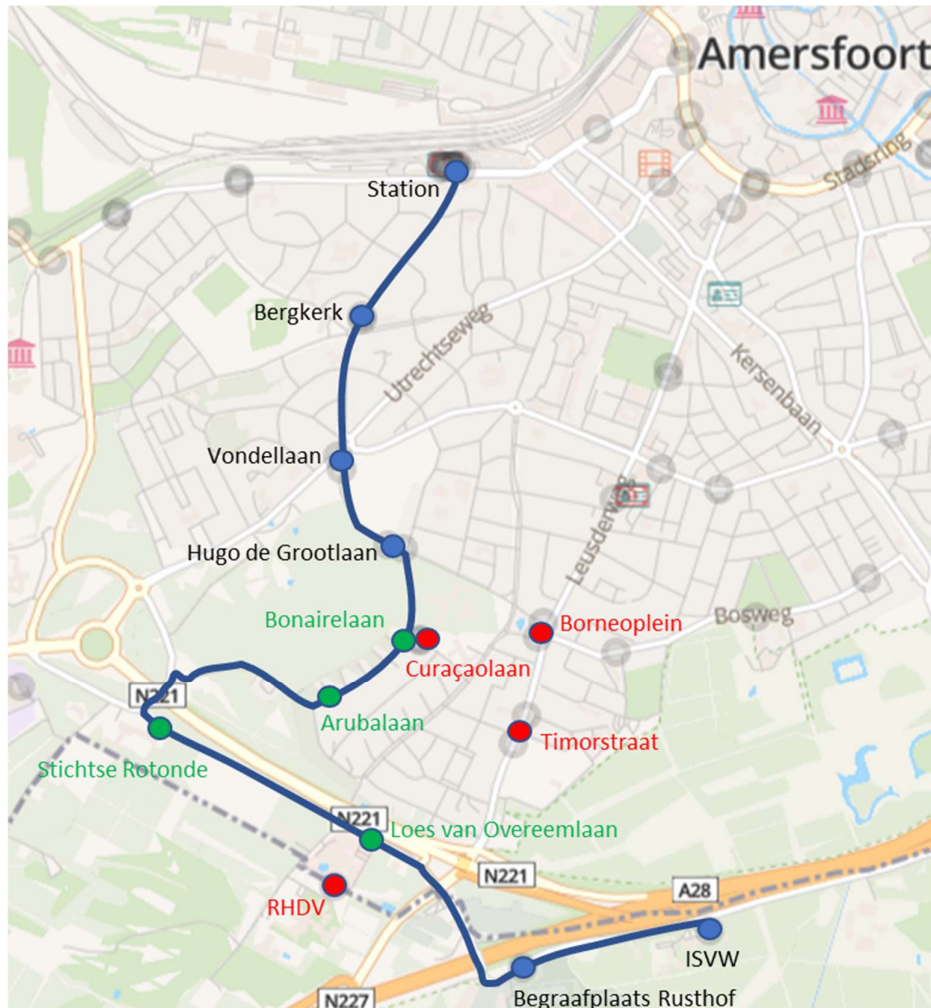 Amersfoort
Stadsring
Station
Bergkerk
Utrechtseweg
Kersenbaan
Vondellaan
Leusderweg
Hugo de Grootlaan
Bonairelaan
Borneoplein
Bosweg
Curaçaolaan
N221
Arubalaan
Timorstraat
Stichtse Rotonde
N221
Loes van Overeemlaan
N221
A28
RHDV
ISVW
N227
Begraafplaats Rusthof